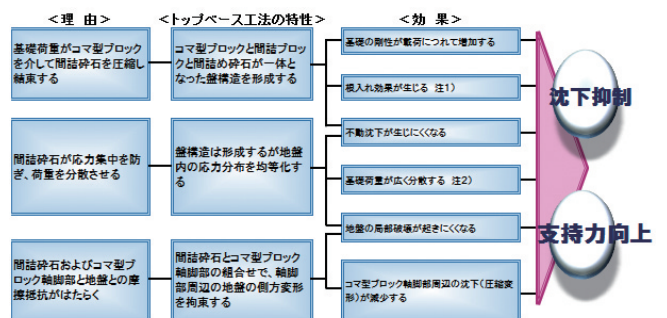 ＜理 由＞
＜トップベース工法の特性＞
＜効 果＞
基礎荷重がコマ型ブロック
を介して間詰砕石を圧縮し
軸束する
コマ型ブロックと間詰ブロッ
クと間詰め砕石が一体と
なった盤構造を形成する
基礎の剛性が載荷につれて増加する
根入れ効果が生じる 注1）
不動沈下が生じにくくなる
間詰砕石が応力集中を防
ぎ、荷重を分散させる
盤構造は形成するが地盤
内の応力分布を均等化す
る
基礎荷重が広く分散する 注2）
地盤の局部破壊が起きにくくなる
間詰砕石およびコマ型ブ
ロック軸脚部と地盤との摩
擦抵抗がはたらく
間詰砕石とコマ型ブロック
軸脚部の組合せで、軸脚
部周辺の地盤の側方変形
を拘束する
コマ型ブロック軸脚部周辺の沈下（圧縮変
形）が減少する
沈下抑制
支持力向上